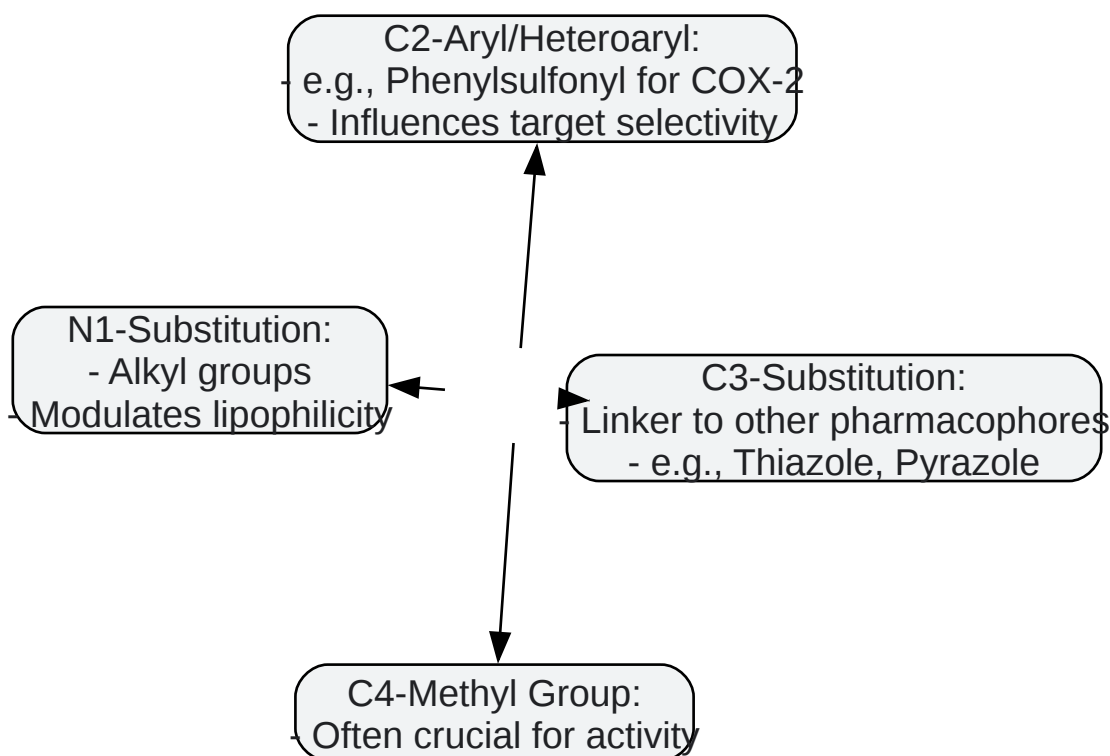 C2-Aryl/Heteroaryl:
- e.g., Phenylsulfonyl for COX-2
- Influences target selectivity
N1-Substitution:
- Alkyl groups
- Modulates lipophilicity
C3-Substitution:
- Linker to other pharmacophores
- e.g., Thiazole, Pyrazole
C4-Methyl Group:
- Often crucial for activity